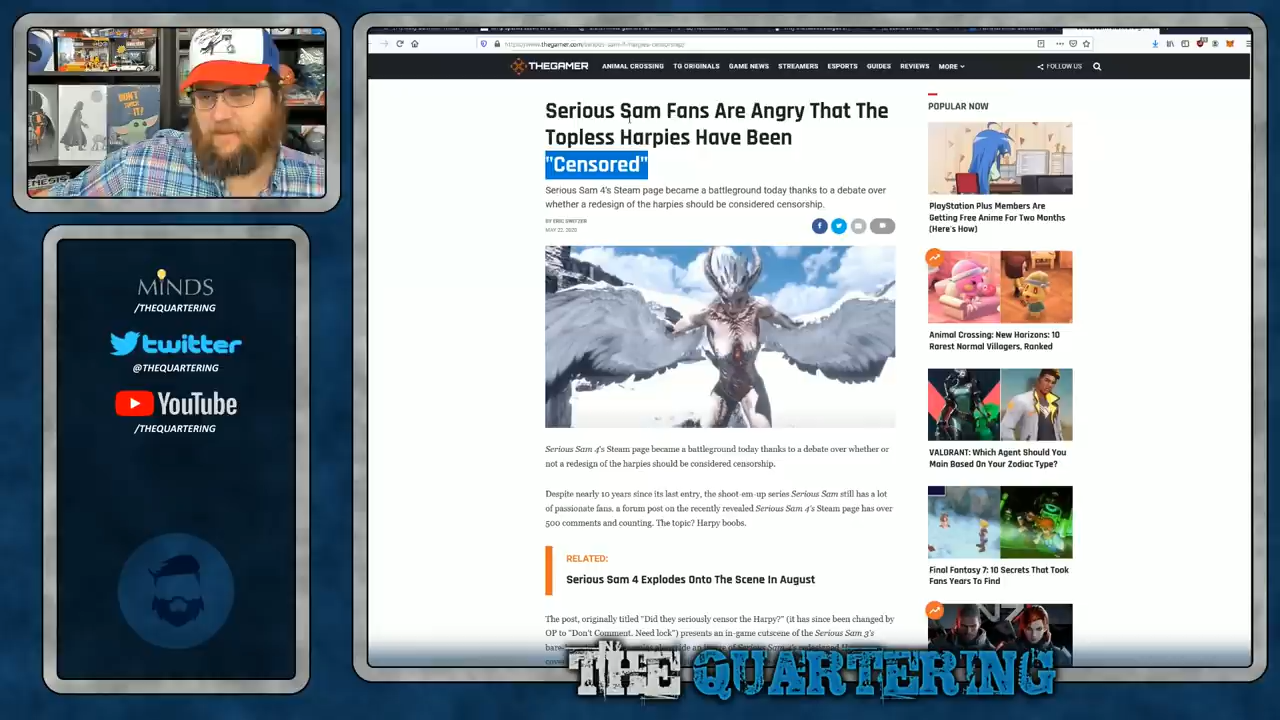 DON'T
THEGAMER
ANIMAL CROSSING
TG ORIGINALS
GAME NEWS
STREAMERS
ESPORTS
GUIDES
REVIEWS
MORE
FOLLOW US
Serious Sam Fans Are Angry That The
Topless Harpies Have Been
"Censored"
Serious Sam 4's Steam page became a battleground today thanks to a debate over
whether a redesign of the harpies should be considered censorship.
BY ERIC SWITZER
MAY 22, 2020
Serious Sam 4's Steam page became a battleground today thanks to a debate over whether or
not a redesign of the harpies should be considered censorship.
Despite nearly 10 years since its last entry, the shoot-em-up series Serious Sam still has a lot
of passionate fans. a forum post on the recently revealed Serious Sam 4's Steam page has over
500 comments and counting. The topic? Harpy boobs.
RELATED:
Serious Sam 4 Explodes Onto The Scene In August
The post, originally titled "Did they seriously censor the Harpy?" (it has since been changed by
OP to "Don't Comment. Need lock") presents an in-game cutscene of the Serious Sam 3's
POPULAR NOW
PlayStation Plus Members Are
Getting Free Anime For Two Months
(Here's How)
Animal Crossing: New Horizons: 10
Rarest Normal Villagers, Ranked
VALORANT: Which Agent Should You
Main Based On Your Zodiac Type?
Final Fantasy 7: 10 Secrets That Took
Fans Years To Find
N7
MINDS
/THEQUARTERING
twitter
@THEQUARTERING
YouTube
/THEQUARTERING
THE QUARTERING